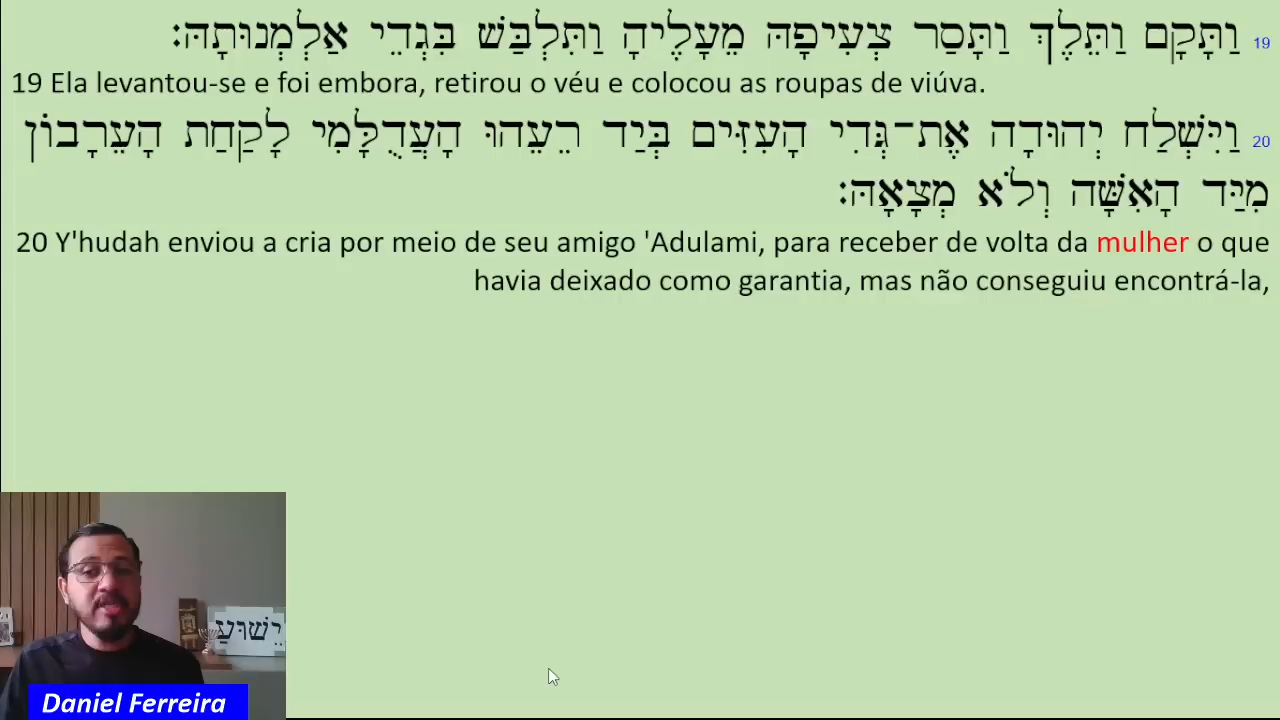 19 וַתָּקָם וַתֵּלֶךְ וַתָּסַר צְעִיפָהּ מֵעָלֶיהָ וַתִּלְבַּשׁ בִּגְדֵי אַלְמְנוּתָהּ׃
19 Ela levantou-se e foi embora, retirou o véu e colocou as roupas de viúva.
20 וַיִּשְׁלַח יְהוּדָה אֶת־גְּדִי הָעִזִּים בְּיַד רֵעֵהוּ הָעֲדֻלָּמִי לָקַחַת הָעֵרָבוֹן
מִיַּד הָאִשָּׁה וְלֹא מְצָאָהּ׃
20 Y'hudah enviou a cria por meio de seu amigo 'Adulami, para receber de volta da mulher o que
havia deixado como garantia, mas não conseguiu encontrá-la,
יֵשׁוּעַ
Daniel Ferreira